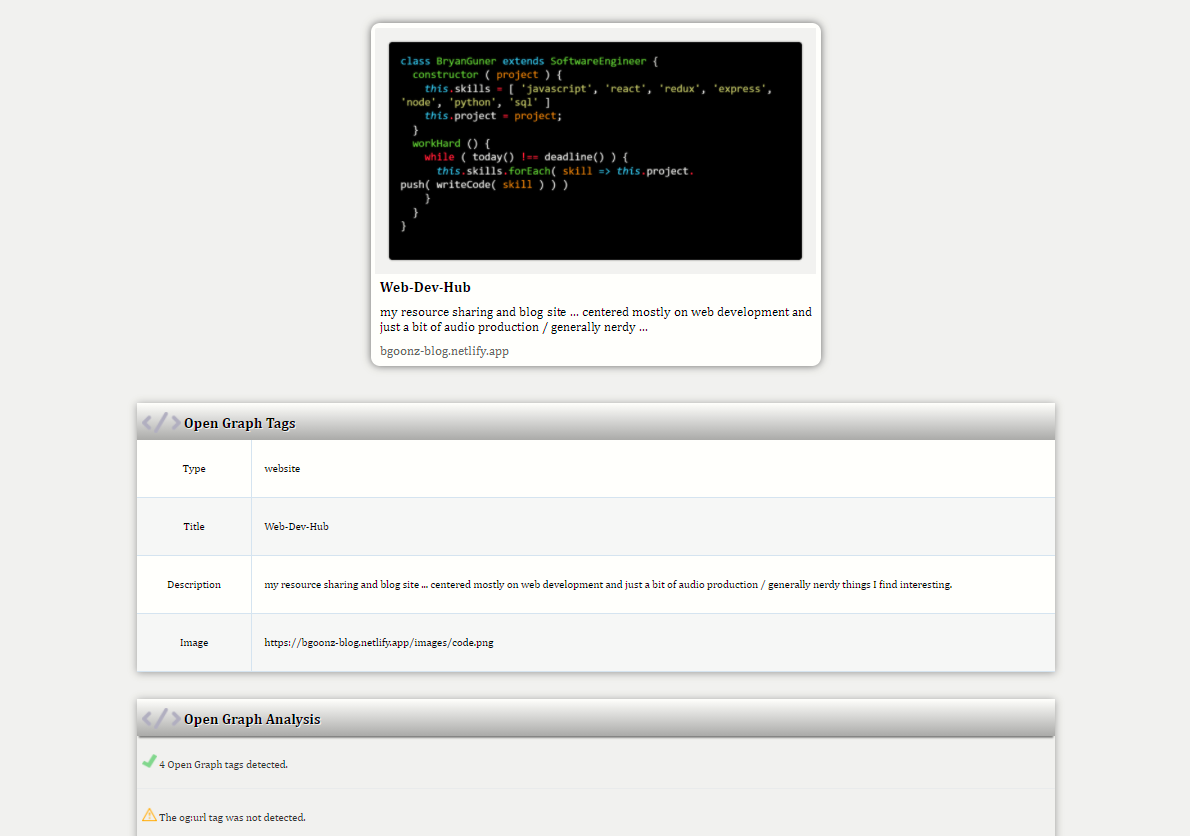 class BryanGuner extends SoftwareEngineer {
constructor ( project ) {
this.skills = [ 'javascript', 'react', 'redux', 'express',
'node', 'python', 'sql' ]
this.project = project;
}
workHard () {
while ( today() !== deadline() ) {
this.skills.forEach( skill => this.project.
push( writeCode( skill ) ) )
}
}
}
Web-Dev-Hub
my resource sharing and blog site ... centered mostly on web development and
just a bit of audio production / generally nerdy ...
bgoonz-blog.netlify.app
</> Open Graph Tags
Type website
Title Web-Dev-Hub
Description my resource sharing and blog site ... centered mostly on web development and just a bit of audio production / generally nerdy things I find interesting.
Image https://bgoonz-blog.netlify.app/images/code.png
</> Open Graph Analysis
4 Open Graph tags detected.
The og:url tag was not detected.